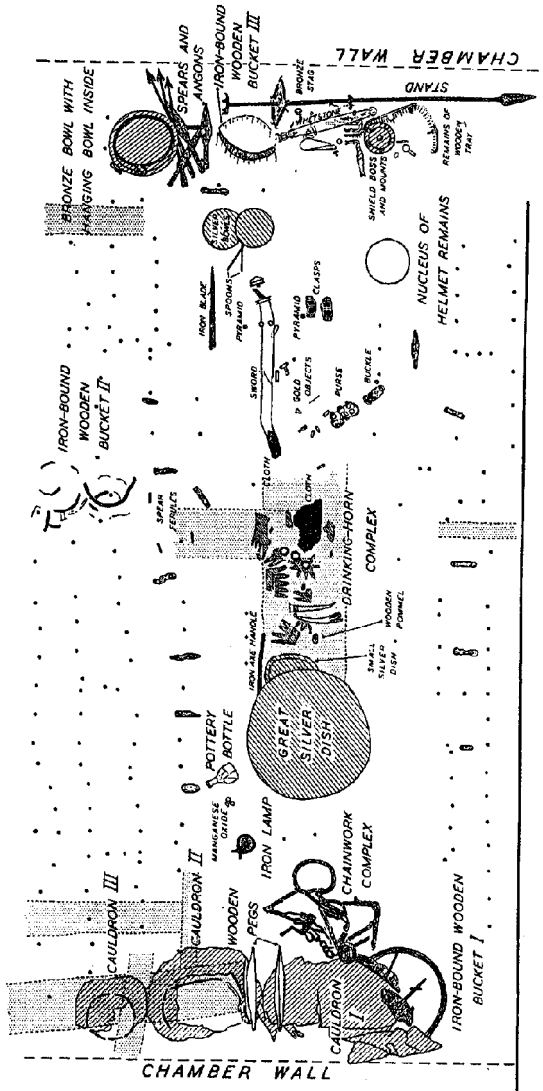 CHAMBER WALL
CAULDRON III
CAULDRON II
WOODEN
PEGS
CAULDRON
I
IRON-BOUND WOODEN
BUCKET I
CHAINWORK
COMPLEX
IRON LAMP
MANGANESE
OXIDE
POTTERY
BOTTLE
GREAT
SILVER
DISH
IRON AXE HANDLE
SMALL
SILVER
DISH
WOODEN
POMMEL
DRINKING-HORN
COMPLEX
CLOTH
CLOTH
SPEAR
FERULES
IRON-BOUND
WOODEN
BUCKET II
SWORD
GOLD
OBJECTS
PURSE
BUCKLE
IRON BLADE
SPOONS
PYRAMID
PYRAMID
CLASPS
SILVER
BOWLS
NUCLEUS OF
HELMET REMAINS
BRONZE BOWL WITH
HANGING BOWL INSIDE
SPEARS AND
ANGONS
IRON-BOUND
WOODEN
BUCKET III
BRONZE
STAG
STAND
SHIELD BOSS
AND MOUNTS
REMAINS OF
WOODEN
TRAY
CHAMBER WALL